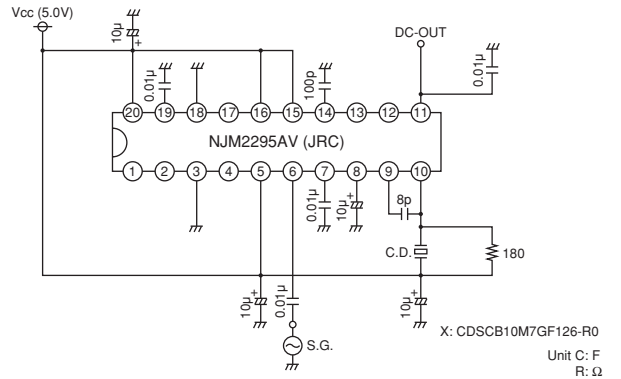 Vcc (5.0V)
10µ
+
DC-OUT
0.01µ
100p
0.01µ
20 19 18 17 16 15 14 13 12 11
NJM2295AV (JRC)
1 2 3 4 5 6 7 8 9 10
0.01µ
10µ
+
8p
C.D.
180
10µ
+
0.01µ
10µ
+
S.G.
X: CDSCB10M7GF126-R0
Unit C: F
R: Ω